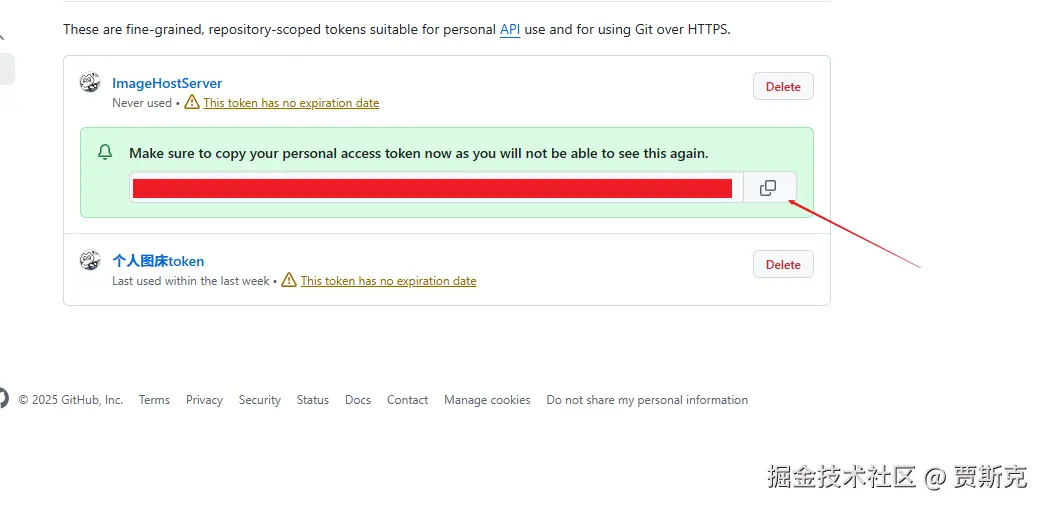 These are fine-grained, repository-scoped tokens suitable for personal API use and for using Git over HTTPS.
ImageHostServer
Delete
Never used • This token has no expiration date
Make sure to copy your personal access token now as you will not be able to see this again.
个人图床token
Delete
Last used within the last week • This token has no expiration date
© 2025 GitHub, Inc. Terms Privacy Security Status Docs Contact Manage cookies Do not share my personal information
掘金技术社区 @ 贾斯克